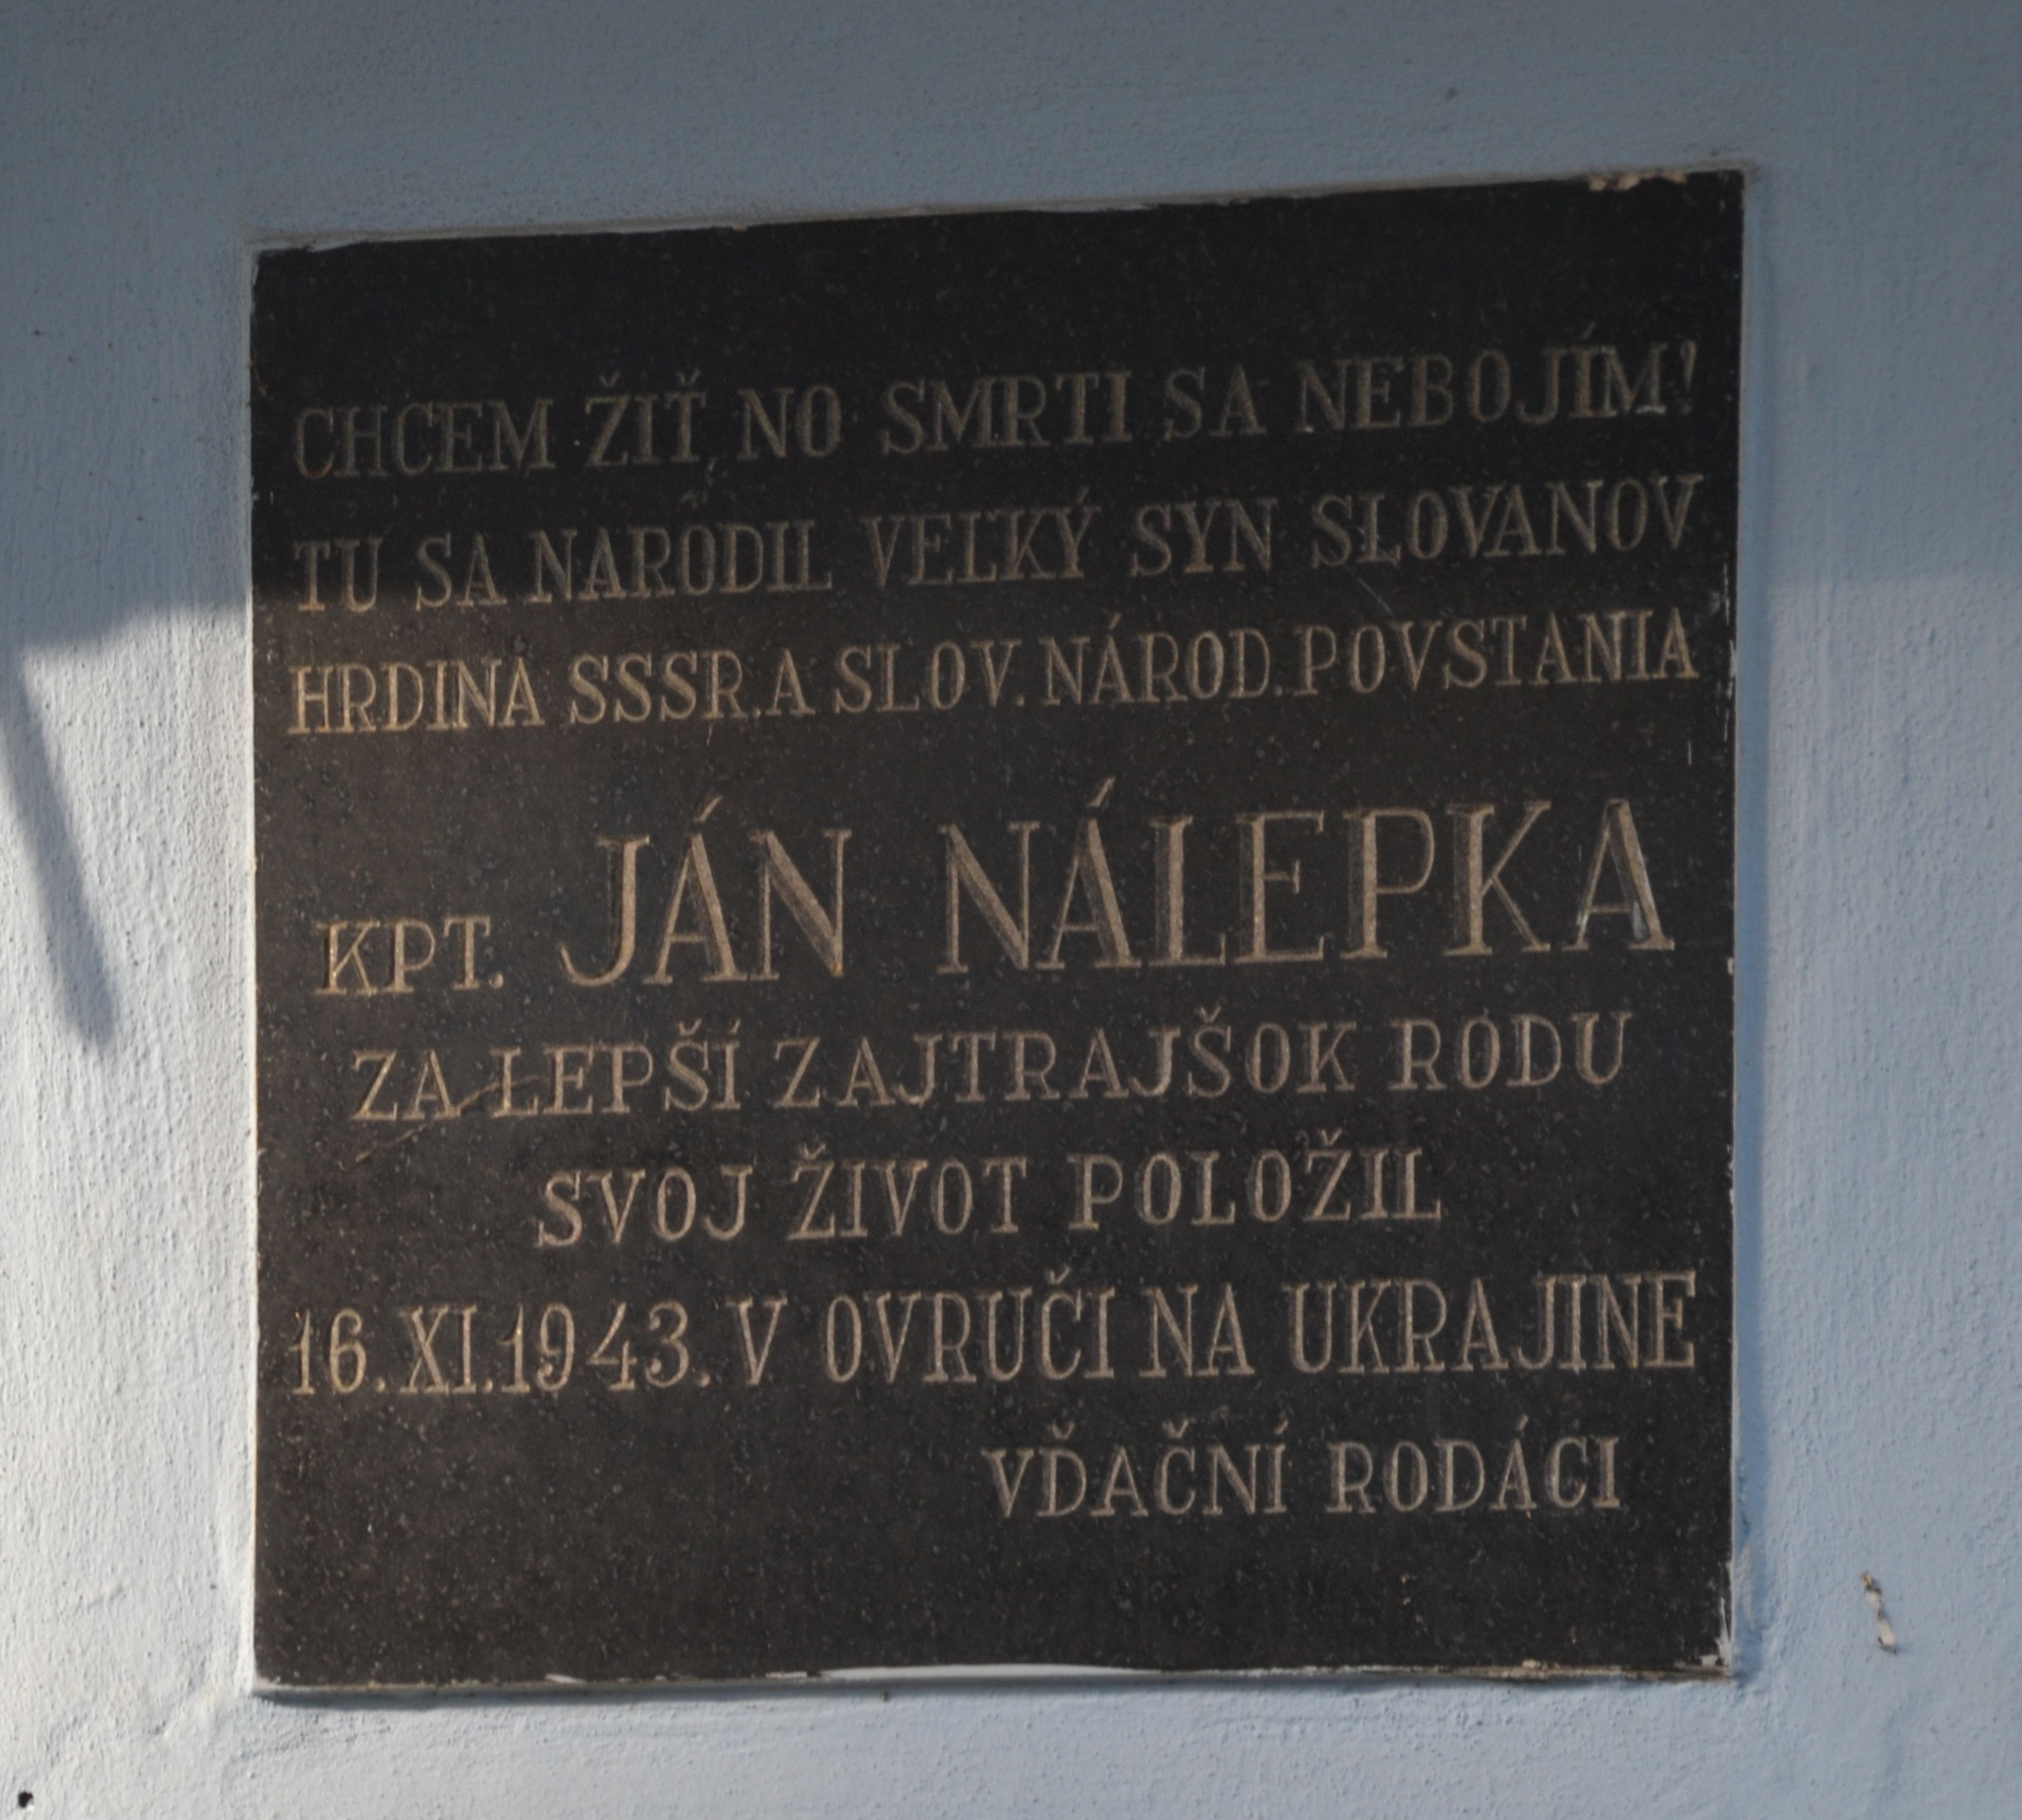 CHCEM ŽIŤ NO SMRTI SA NEBOJÍM!
TU SA NARODIL VEĽKÝ SYN SLOVANOV
HRDINA SSSR.A SLOV. NÁROD.POVSTANIA
KPT. JÁN NÁLEPKA
ZA LEPŠÍ ZAJTRAJŠOK RODU
SVOJ ŽIVOT POLOŽIL
16.XI.1943. V OVRUČI NA UKRAJINE
VĎAČNÍ RODÁCI